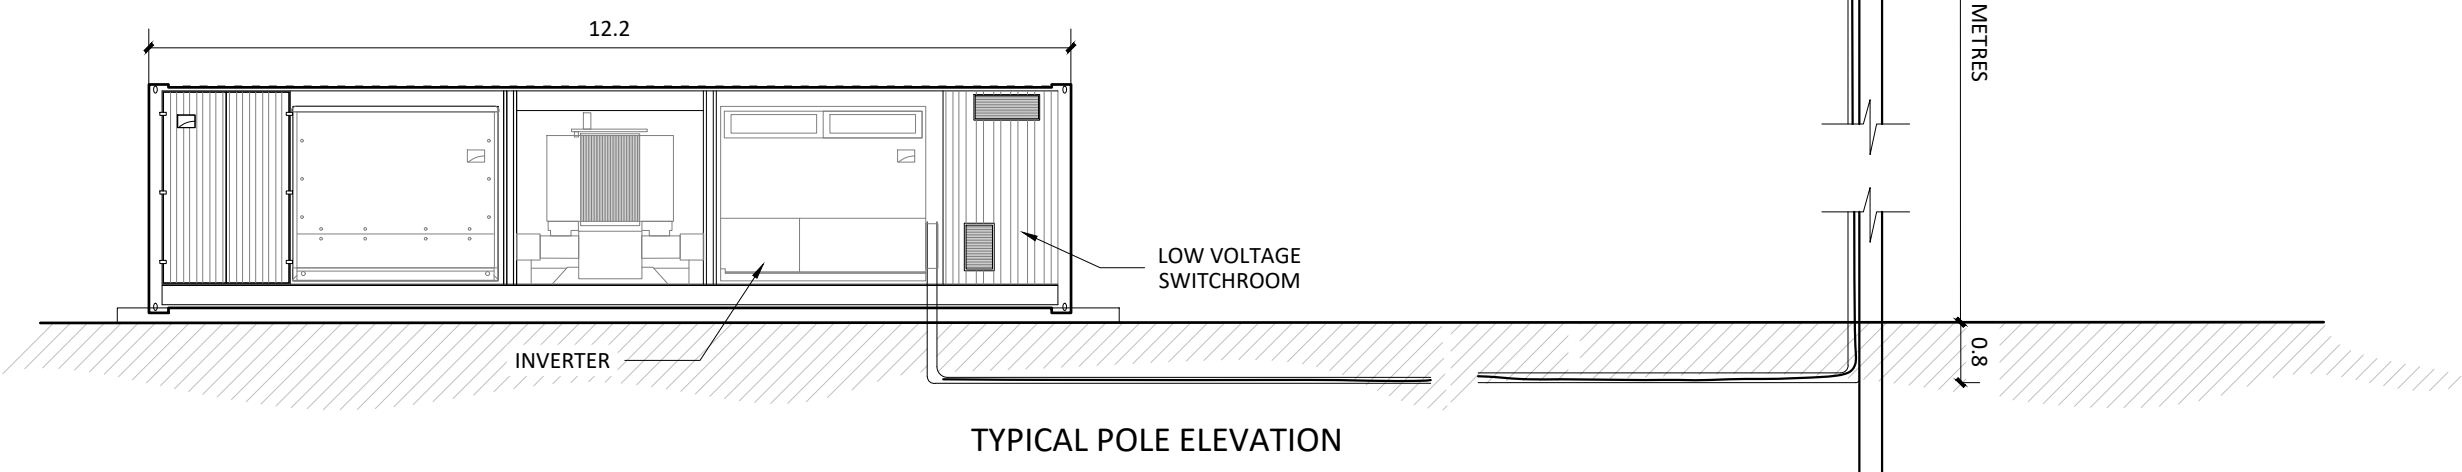 12.2
METRES
LOW VOLTAGE
SWITCHROOM
INVERTER
0.8
TYPICAL POLE ELEVATION